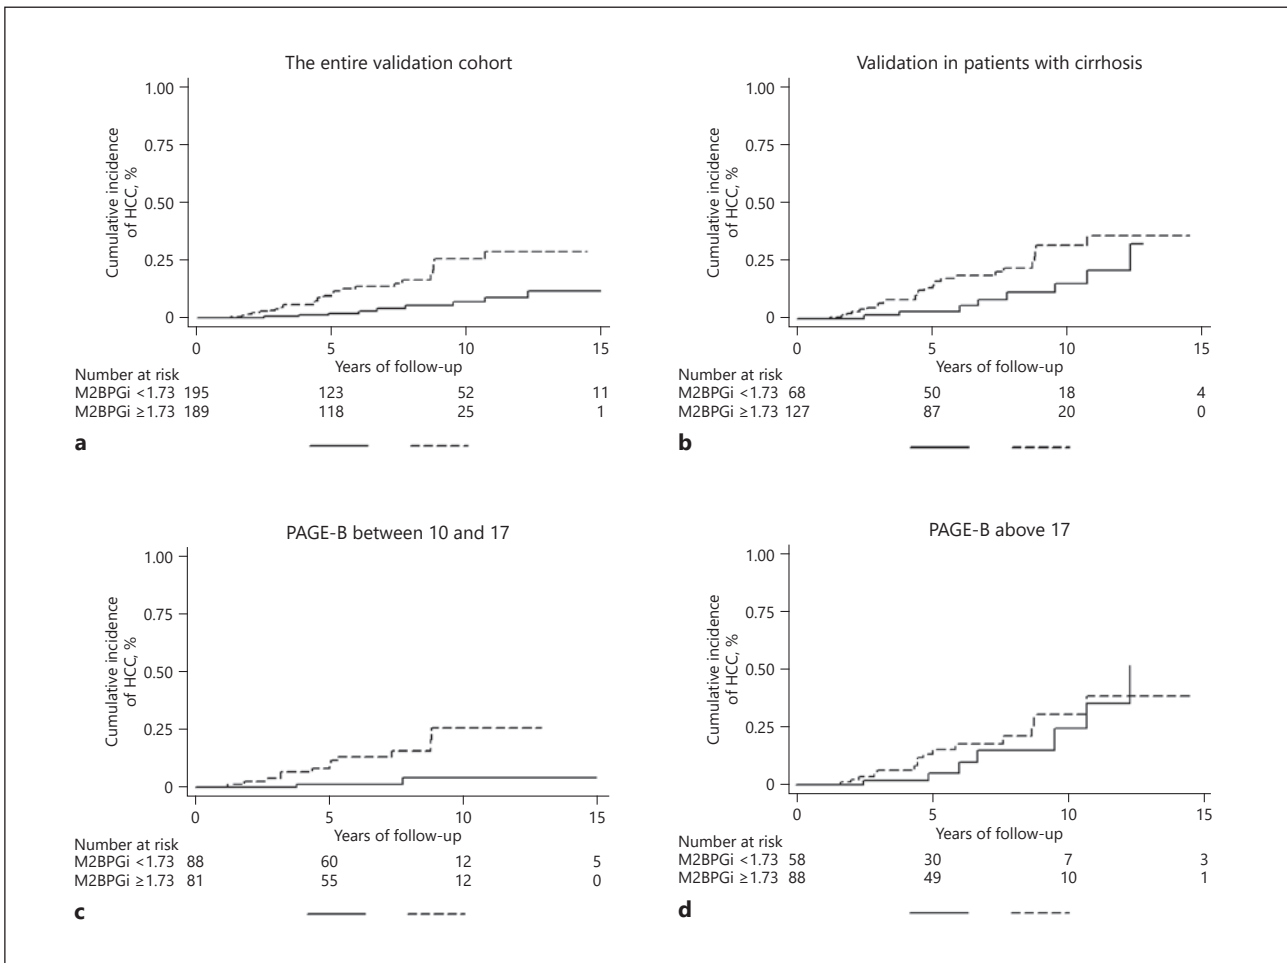 The entire validation cohort
Cumulative incidence
of HCC, %
1.00
0.75
0.50
0.25
0
0 5 10 15
Years of follow-up
Number at risk
M2BPGi <1.73 195 123 52 11
M2BPGi ≥1.73 189 118 25 1
a
Validation in patients with cirrhosis
Cumulative incidence
of HCC, %
1.00
0.75
0.50
0.25
0
0 5 10 15
Years of follow-up
Number at risk
M2BPGi <1.73 68 50 18 4
M2BPGi ≥1.73 127 87 20 0
b
PAGE-B between 10 and 17
Cumulative incidence
of HCC, %
1.00
0.75
0.50
0.25
0
0 5 10 15
Years of follow-up
Number at risk
M2BPGi <1.73 88 60 12 5
M2BPGi ≥1.73 81 55 12 0
c
PAGE-B above 17
Cumulative incidence
of HCC, %
1.00
0.75
0.50
0.25
0
0 5 10 15
Years of follow-up
Number at risk
M2BPGi <1.73 58 30 7 3
M2BPGi ≥1.73 88 49 10 1
d